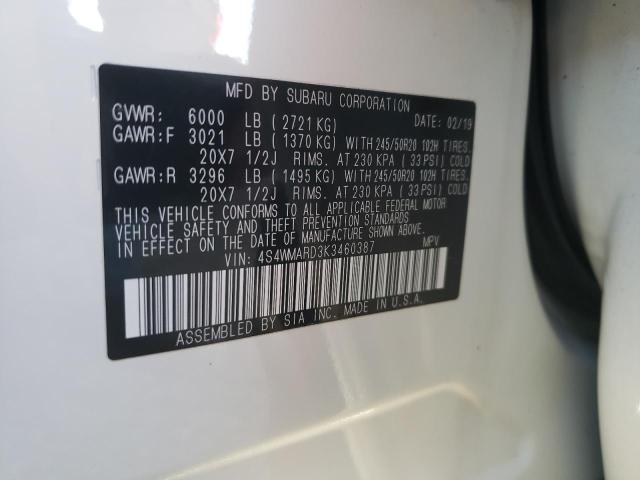 MFD BY SUBARU CORPORATION
GVWR: 6000 LB ( 2721 KG) DATE: 02/19
GAWR:F 3021 LB ( 1370 KG) WITH 245/50R20 102H TIRES.
20X7 1/2J RIMS. AT 230 KPA ( 33 PSI) COLD
GAWR:R 3296 LB ( 1495 KG) WITH 245/50R20 102H TIRES.
20X7 1/2J RIMS. AT 230 KPA ( 33 PSI) COLD
THIS VEHICLE CONFORMS TO ALL APPLICABLE FEDERAL MOTOR
VEHICLE SAFETY AND THEFT PREVENTION STANDARDS
IN EFFECT ON THE DATE OF MANUFACTURE SHOWN ABOVE.
VIN: 4S4WMARD3K3460387 MPV
ASSEMBLED BY SIA INC. MADE IN U.S.A.